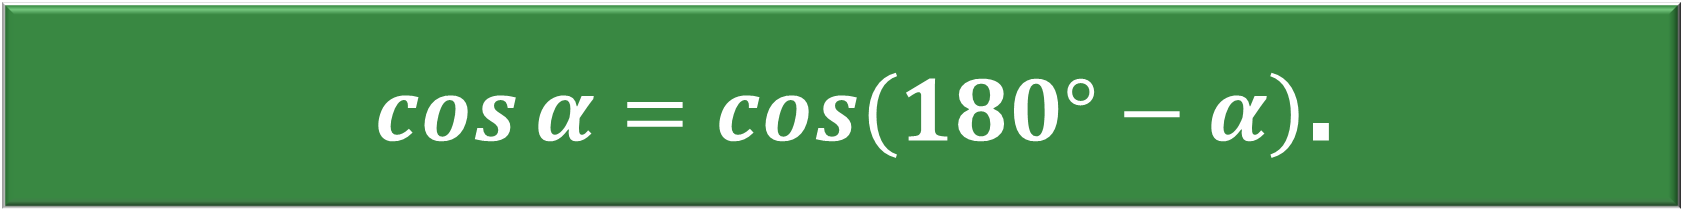 cos α = cos(180° − α).